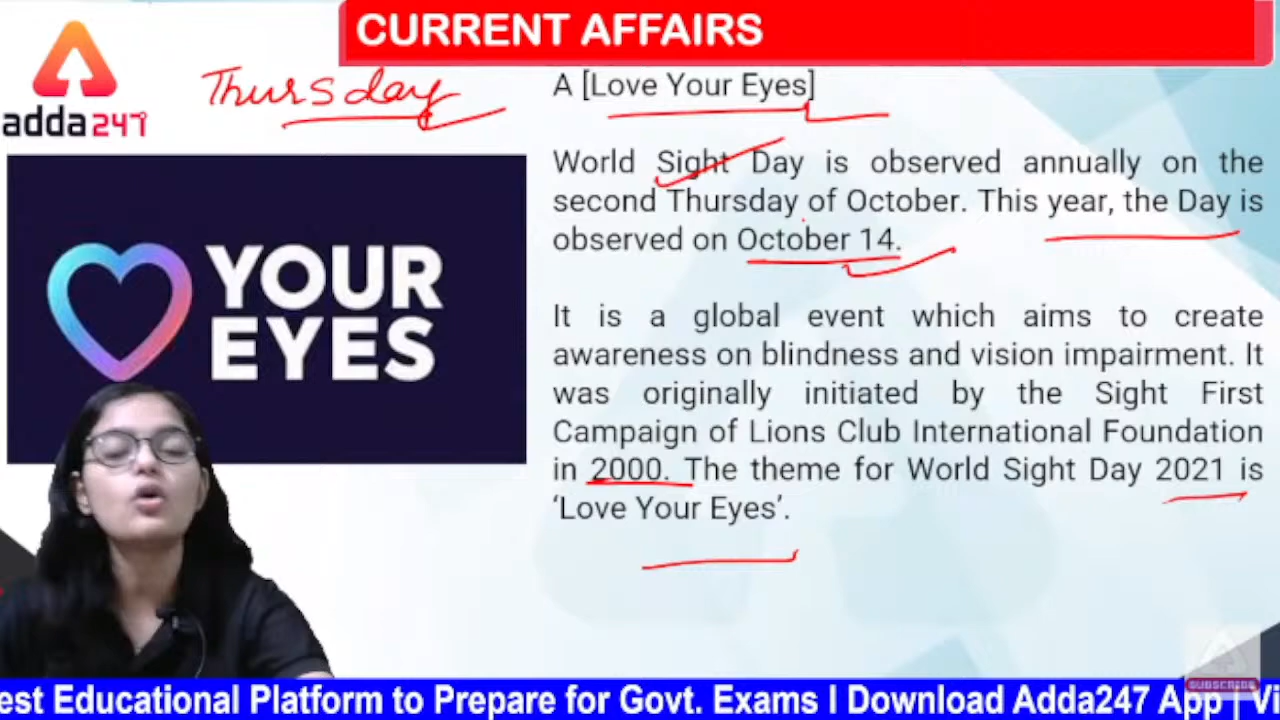 CURRENT AFFAIRS
adda247
Thursday
A [Love Your Eyes]
World Sight Day is observed annually on the
second Thursday of October. This year, the Day is
observed on October 14.
YOUR
EYES
It is a global event which aims to create
awareness on blindness and vision impairment. It
was originally initiated by the Sight First
Campaign of Lions Club International Foundation
in 2000. The theme for World Sight Day 2021 is
‘Love Your Eyes’.
SUBSCRIBE
est Educational Platform to Prepare for Govt. Exams I Download Adda247 App | Vi